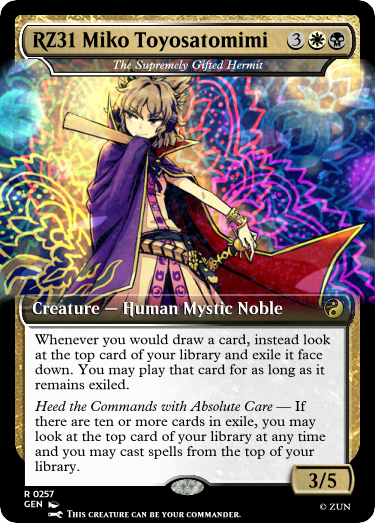 RZ31 Miko Toyosatomimi 3
The Supremely Gifted Hermit
Creature — Human Mystic Noble
Whenever you would draw a card, instead look
at the top card of your library and exile it face
down. You may play that card for as long as it
remains exiled.
Heed the Commands with Absolute Care — If
there are ten or more cards in exile, you may
look at the top card of your library at any time
and you may cast spells from the top of your
library.
3/5
R 0257
GEN
THIS CREATURE CAN BE YOUR COMMANDER.
© ZUN